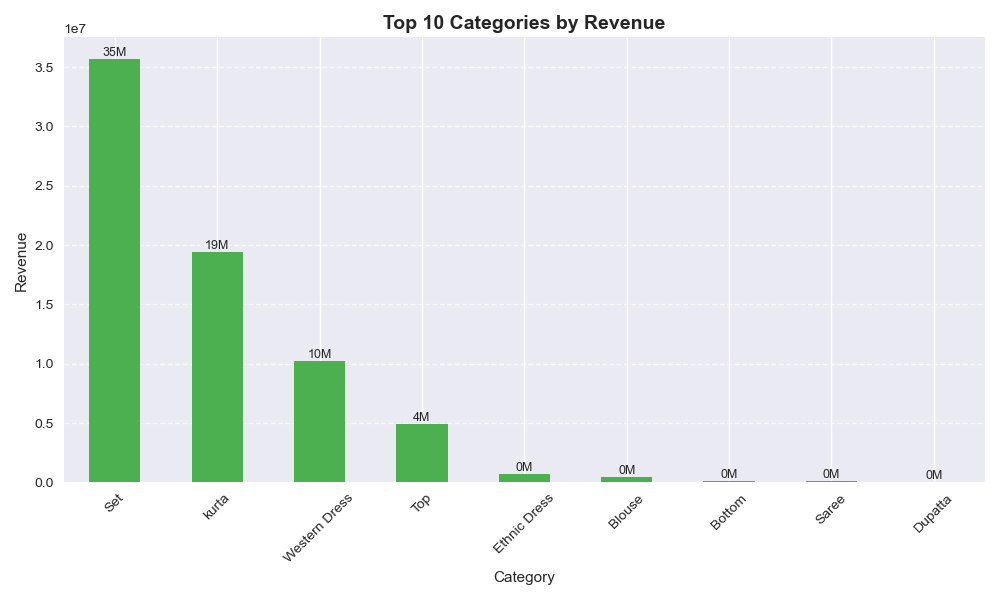 Top 10 Categories by Revenue
1e7
35M
3.5
3.0
2.5
19M
2.0
1.5
10M
1.0
4M
0.5
0M
0M
0M
0M
0M
0.0
Revenue
Set
kurta
Western Dress
Top
Ethnic Dress
Blouse
Bottom
Saree
Dupatta
Category